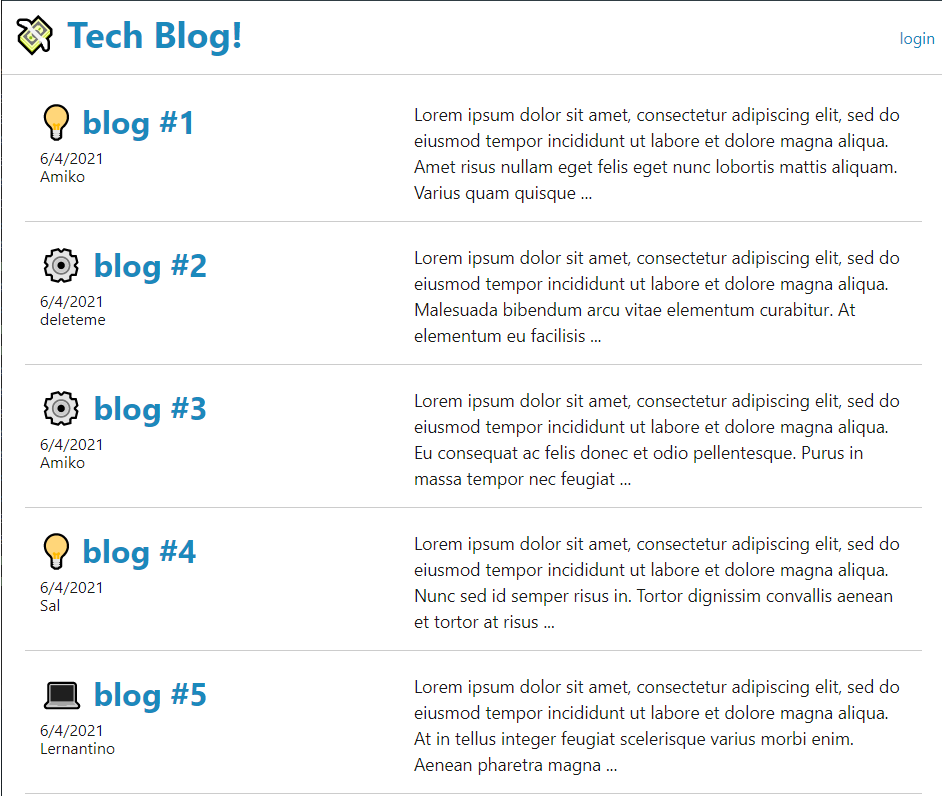 Tech Blog!
login
blog #1
6/4/2021
Amiko
Lorem ipsum dolor sit amet, consectetur adipiscing elit, sed do
eiusmod tempor incididunt ut labore et dolore magna aliqua.
Amet risus nullam eget felis eget nunc lobortis mattis aliquam.
Varius quam quisque ...
blog #2
6/4/2021
deleteme
Lorem ipsum dolor sit amet, consectetur adipiscing elit, sed do
eiusmod tempor incididunt ut labore et dolore magna aliqua.
Malesuada bibendum arcu vitae elementum curabitur. At
elementum eu facilisis ...
blog #3
6/4/2021
Amiko
Lorem ipsum dolor sit amet, consectetur adipiscing elit, sed do
eiusmod tempor incididunt ut labore et dolore magna aliqua.
Eu consequat ac felis donec et odio pellentesque. Purus in
massa tempor nec feugiat ...
blog #4
6/4/2021
Sal
Lorem ipsum dolor sit amet, consectetur adipiscing elit, sed do
eiusmod tempor incididunt ut labore et dolore magna aliqua.
Nunc sed id semper risus in. Tortor dignissim convallis aenean
et tortor at risus ...
blog #5
6/4/2021
Lernantino
Lorem ipsum dolor sit amet, consectetur adipiscing elit, sed do
eiusmod tempor incididunt ut labore et dolore magna aliqua.
At in tellus integer feugiat scelerisque varius morbi enim.
Aenean pharetra magna ...